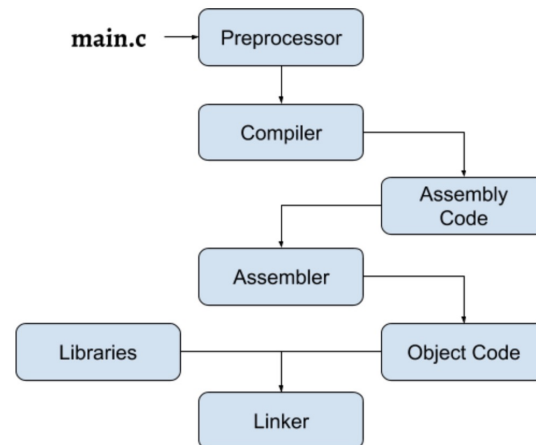 main.c
Preprocessor
Compiler
Assembly
Code
Assembler
Libraries
Object Code
Linker